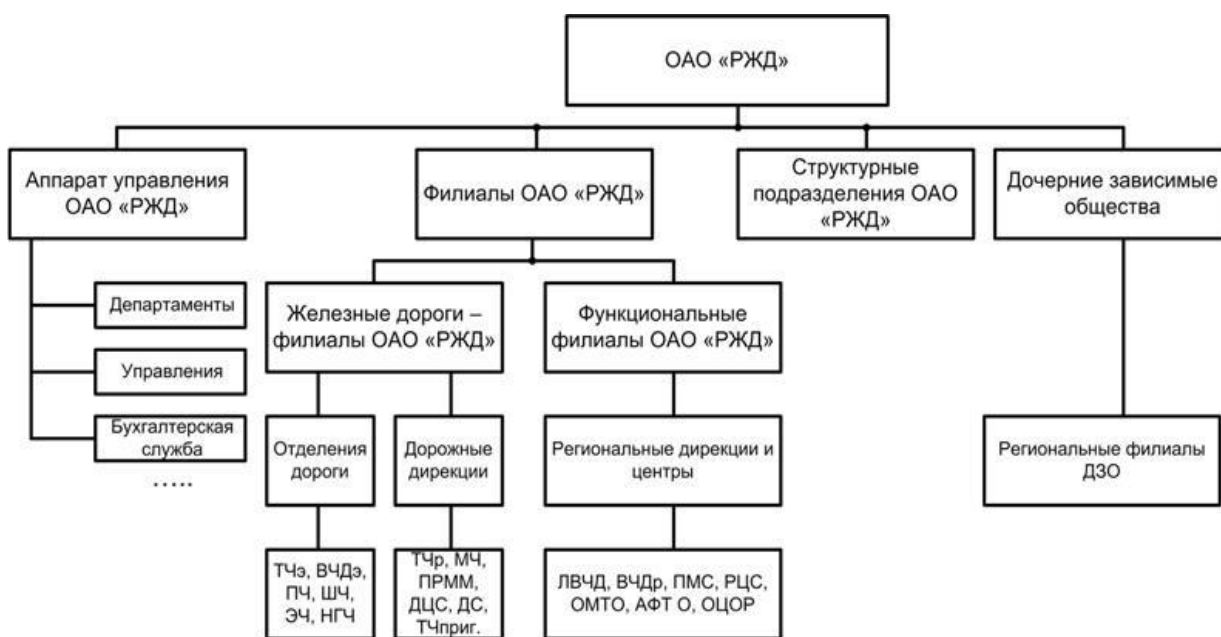 ОАО «РЖД»
Аппарат управления
ОАО «РЖД»
Филиалы ОАО «РЖД»
Структурные
подразделения ОАО
«РЖД»
Дочерние зависимые
общества
Департаменты
Управления
Бухгалтерская
служба
.....
Железные дороги –
филиалы ОАО «РЖД»
Функциональные
филиалы ОАО «РЖД»
Отделения
дороги
Дорожные
дирекции
Региональные дирекции и
центры
Региональные филиалы
ДЗО
ТЧэ, ВЧДэ,
ПЧ, ШЧ,
ЭЧ, НГЧ
ТЧр, МЧ,
ПРММ,
ДЦС, ДС,
ТЧприг.
ЛВЧД, ВЧДр, ПМС, РЦС,
ОМТО, АФТ О, ОЦОР